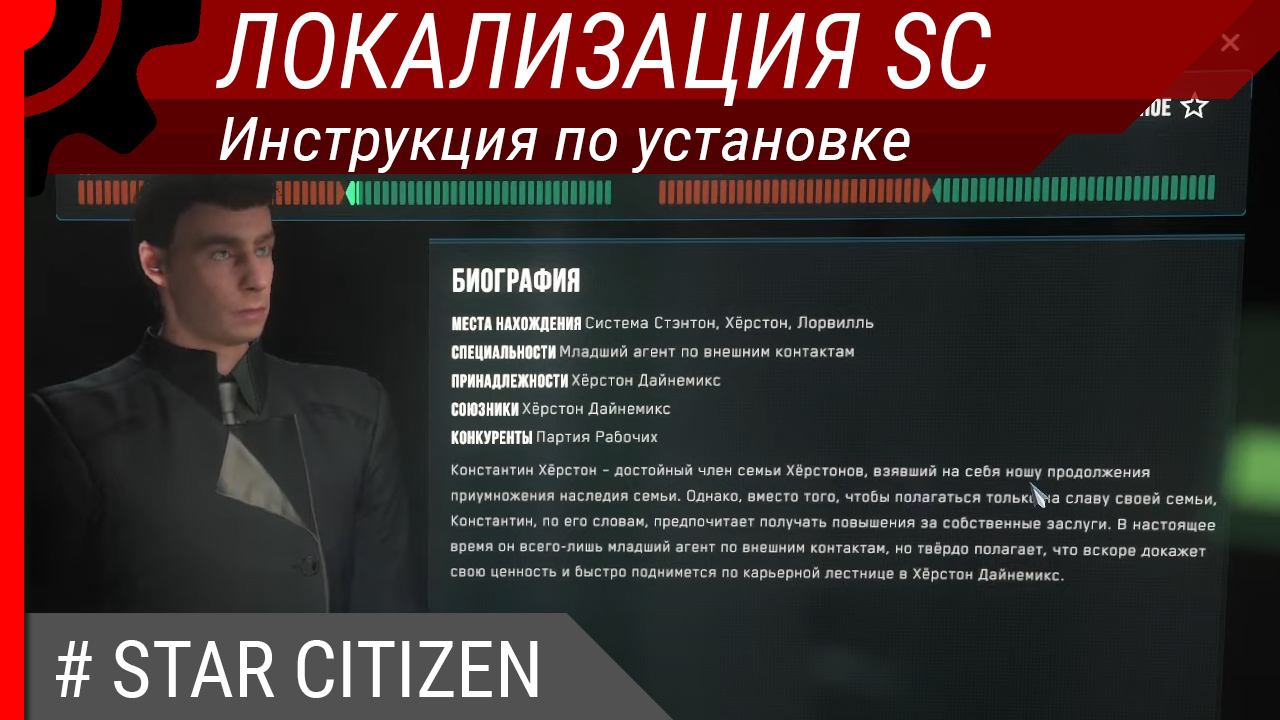 ЛОКАЛИЗАЦИЯ SC
Инструкция по установке
БИОГРАФИЯ
МЕСТА НАХОЖДЕНИЯ Система Стэнтон, Хёрстон, Лорвилль
СПЕЦИАЛЬНОСТИ Младший агент по внешним контактам
ПРИНАДЛЕЖНОСТИ Хёрстон Дайнемикс
СОЮЗНИКИ Хёрстон Дайнемикс
КОНКУРЕНТЫ Партия Рабочих
Константин Хёрстон - достойный член семьи Хёрстонов, взявший на себя ношу продолжения
приумножения наследия семьи. Однако, вместо того, чтобы полагаться только на славу своей семьи,
Константин, по его словам, предпочитает получать повышения за собственные заслуги. В настоящее
время он всего-лишь младший агент по внешним контактам, но твёрдо полагает, что вскоре докажет
свою ценность и быстро поднимется по карьерной лестнице в Хёрстон Дайнемикс.
# STAR CITIZEN